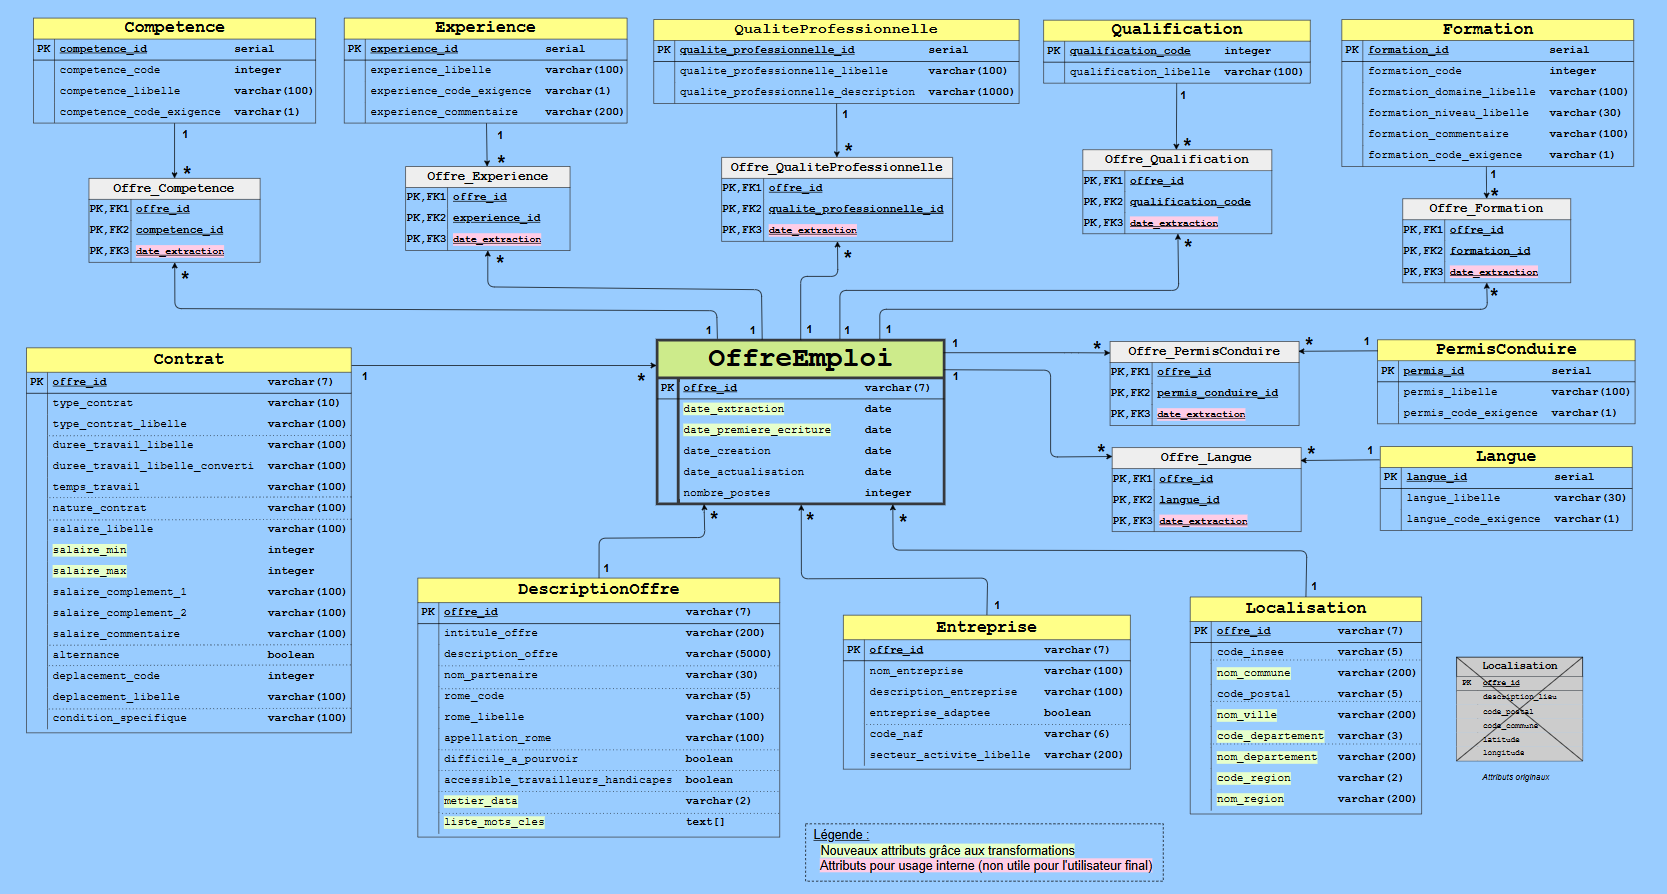 Competence
PK competence_id serial
competence_code integer
competence_libelle varchar(100)
competence_code_exigence varchar(1)
1
*
Offre_Competence
PK,FK1 offre_id
PK,FK2 competence_id
PK,FK3 date_extraction
*
1
Experience
PK experience_id serial
experience_libelle varchar(100)
experience_code_exigence varchar(1)
experience_commentaire varchar(200)
1
*
Offre_Experience
PK,FK1 offre_id
PK,FK2 experience_id
PK,FK3 date_extraction
*
1
QualiteProfessionnelle
PK qualite_professionnelle_id serial
qualite_professionnelle_libelle varchar(100)
qualite_professionnelle_description varchar(1000)
1
*
Offre_QualiteProfessionnelle
PK,FK1 offre_id
PK,FK2 qualite_professionnelle_id
PK,FK3 date_extraction
*
1
Qualification
PK qualification_code integer
qualification_libelle varchar(100)
1
*
Offre_Qualification
PK,FK1 offre_id
PK,FK2 qualification_code
PK,FK3 date_extraction
*
1
Formation
PK formation_id serial
formation_code integer
formation_domaine_libelle varchar(100)
formation_niveau_libelle varchar(30)
formation_commentaire varchar(100)
formation_code_exigence varchar(1)
1
*
Offre_Formation
PK,FK1 offre_id
PK,FK2 formation_id
PK,FK3 date_extraction
*
1
Contrat
PK offre_id varchar(7)
type_contrat varchar(10)
type_contrat_libelle varchar(100)
duree_travail_libelle varchar(100)
duree_travail_libelle_converti varchar(100)
temps_travail varchar(100)
nature_contrat varchar(100)
salaire_libelle varchar(100)
salaire_min integer
salaire_max integer
salaire_complement_1 varchar(100)
salaire_complement_2 varchar(100)
salaire_commentaire varchar(100)
alternance boolean
deplacement_code integer
deplacement_libelle varchar(100)
condition_specifique varchar(100)
1
*
OffreEmploi
PK offre_id varchar(7)
date_extraction date
date_premiere_ecriture date
date_creation date
date_actualisation date
nombre_postes integer
1
*
Offre_PermisConduire
PK,FK1 offre_id
PK,FK2 permis_conduire_id
PK,FK3 date_extraction
*
1
PermisConduire
PK permis_id serial
permis_libelle varchar(100)
permis_code_exigence varchar(1)
1
*
Offre_Langue
PK,FK1 offre_id
PK,FK2 langue_id
PK,FK3 date_extraction
*
1
Langue
PK langue_id serial
langue_libelle varchar(30)
langue_code_exigence varchar(1)
*
1
DescriptionOffre
PK offre_id varchar(7)
intitule_offre varchar(200)
description_offre varchar(5000)
nom_partenaire varchar(30)
rome_code varchar(5)
rome_libelle varchar(100)
appellation_rome varchar(100)
difficile_a_pourvoir boolean
accessible_travailleurs_handicapes boolean
metier_data varchar(2)
liste_mots_cles text[]
*
1
Entreprise
PK offre_id varchar(7)
nom_entreprise varchar(100)
description_entreprise varchar(100)
entreprise_adaptee boolean
code_naf varchar(6)
secteur_activite_libelle varchar(200)
*
1
Localisation
PK offre_id varchar(7)
code_insee varchar(5)
nom_commune varchar(200)
code_postal varchar(5)
nom_ville varchar(200)
code_departement varchar(3)
nom_departement varchar(200)
code_region varchar(2)
nom_region varchar(200)
Localisation
PK offre_id
description_lieu
code_postal
code_commune
latitude
longitude
Attributs originaux
Légende :
Nouveaux attributs grâce aux transformations
Attributs pour usage interne (non utile pour l'utilisateur final)